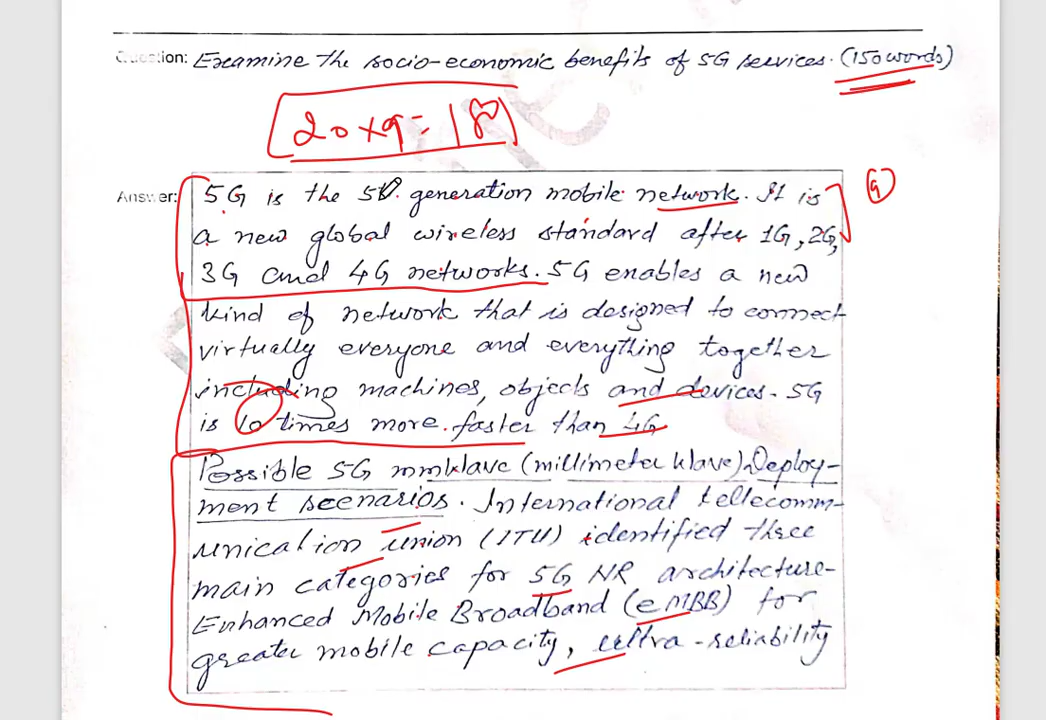 Question: Examine the socio-economic benefits of 5G services. (150 words)
20x9=180
Answer: 5G is the 5th generation mobile network. It is
a new global wireless standard after 1G, 2G,
3G and 4G networks. 5G enables a new
kind of network that is designed to connect
virtually everyone and everything together
including machines, objects and devices. 5G
is 10 times more faster than 4G
Possible 5G mmWave (millimeter Wave) Deploy-
ment scenarios. International tellecomm-
unication union (ITU) identified three
main categories for 5G NR architecture-
Enhanced Mobile Broadband (eMBB) for
greater mobile capacity, ultra-reliability